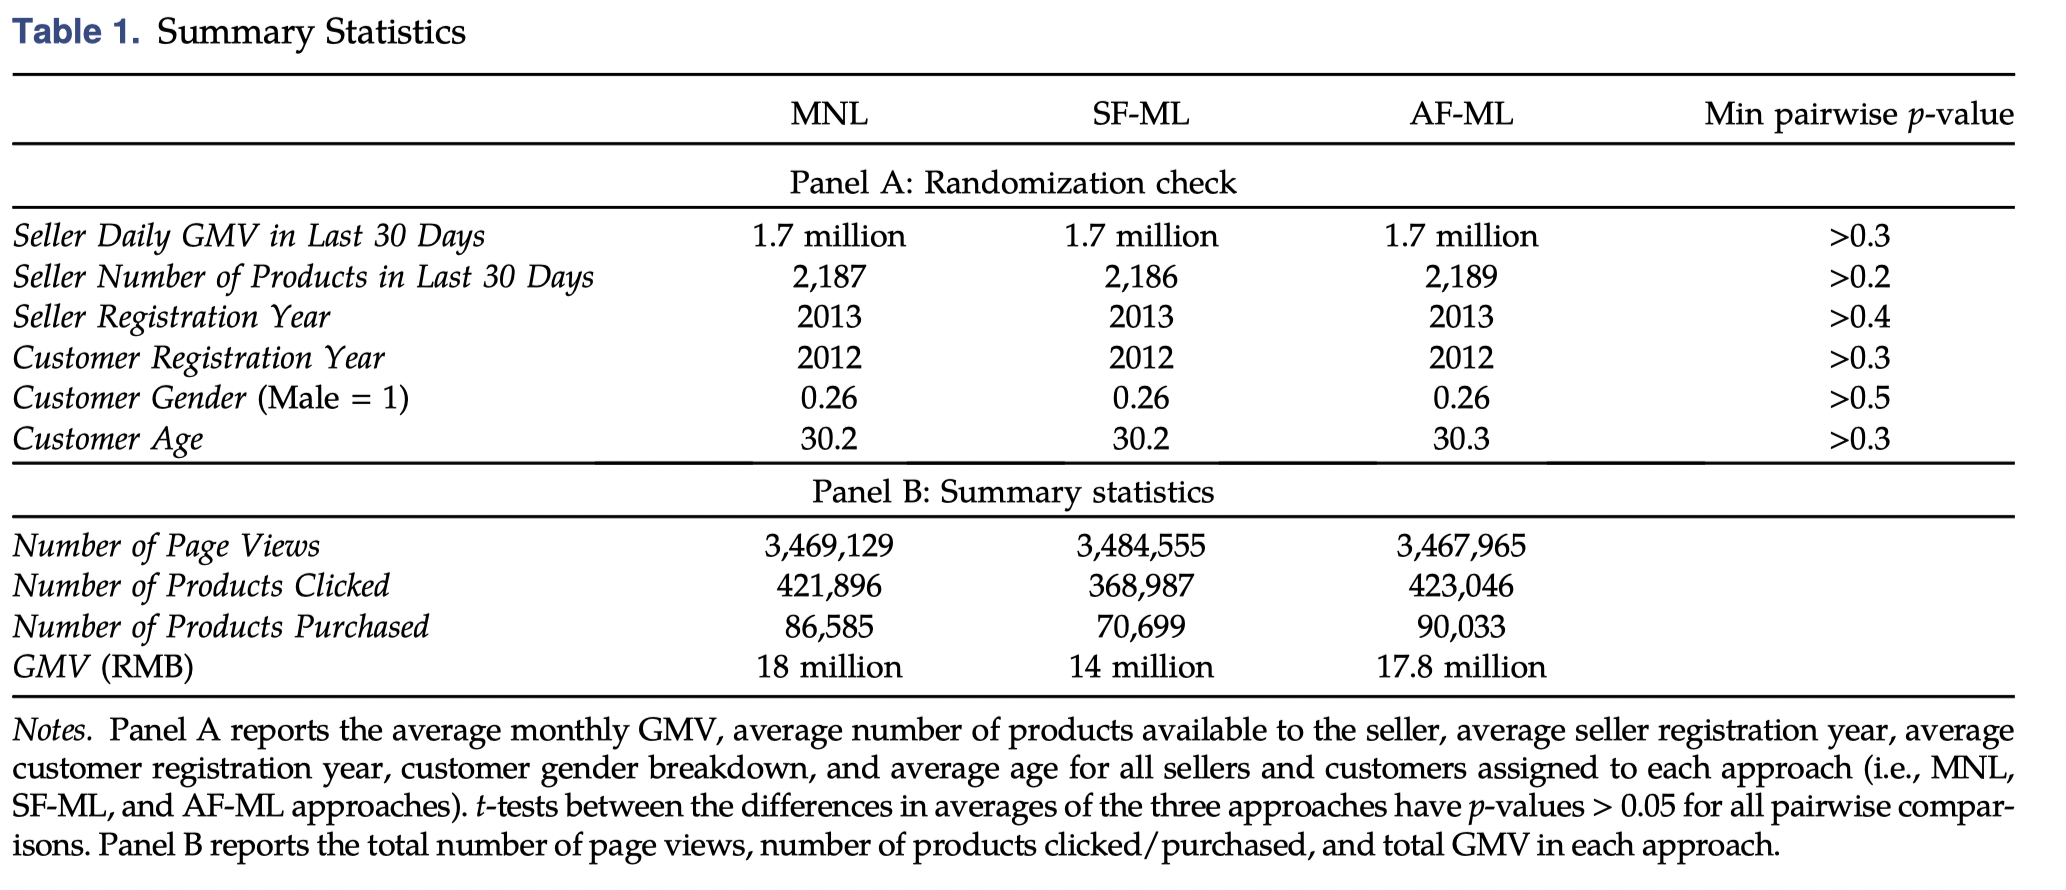 Table 1. Summary Statistics
MNL SF-ML AF-ML Min pairwise p-value
Panel A: Randomization check
Seller Daily GMV in Last 30 Days 1.7 million 1.7 million 1.7 million >0.3
Seller Number of Products in Last 30 Days 2,187 2,186 2,189 >0.2
Seller Registration Year 2013 2013 2013 >0.4
Customer Registration Year 2012 2012 2012 >0.3
Customer Gender (Male = 1) 0.26 0.26 0.26 >0.5
Customer Age 30.2 30.2 30.3 >0.3
Panel B: Summary statistics
Number of Page Views 3,469,129 3,484,555 3,467,965
Number of Products Clicked 421,896 368,987 423,046
Number of Products Purchased 86,585 70,699 90,033
GMV (RMB) 18 million 14 million 17.8 million
Notes. Panel A reports the average monthly GMV, average number of products available to the seller, average seller registration year, average
customer registration year, customer gender breakdown, and average age for all sellers and customers assigned to each approach (i.e., MNL,
SF-ML, and AF-ML approaches). t-tests between the differences in averages of the three approaches have p-values > 0.05 for all pairwise compar-
isons. Panel B reports the total number of page views, number of products clicked/purchased, and total GMV in each approach.